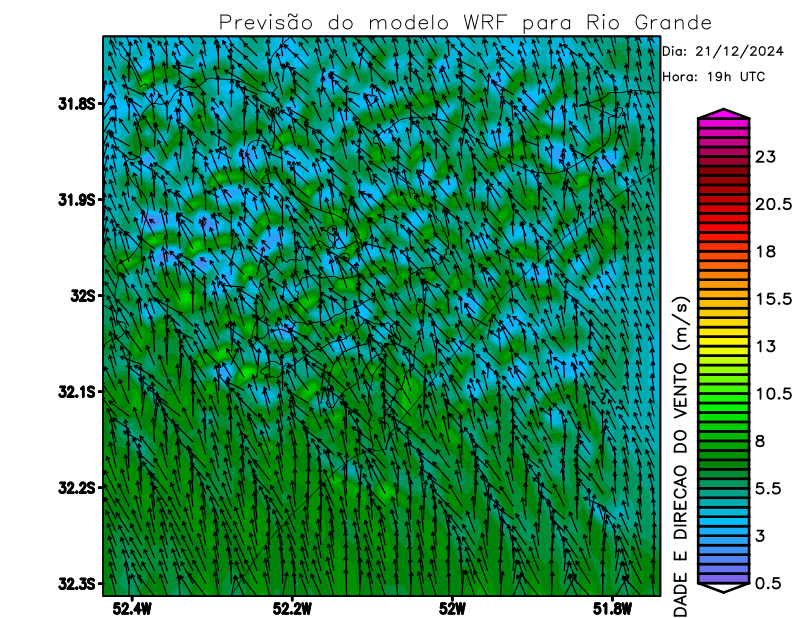 Previsão do modelo WRF para Rio Grande
Dia: 21/12/2024
Hora: 19h UTC
31.8S
31.9S
32S
32.1S
32.2S
32.3S
52.4W
52.2W
52W
51.8W
DADE E DIRECAO DO VENTO (m/s)
23
20.5
18
15.5
13
10.5
8
5.5
3
0.5